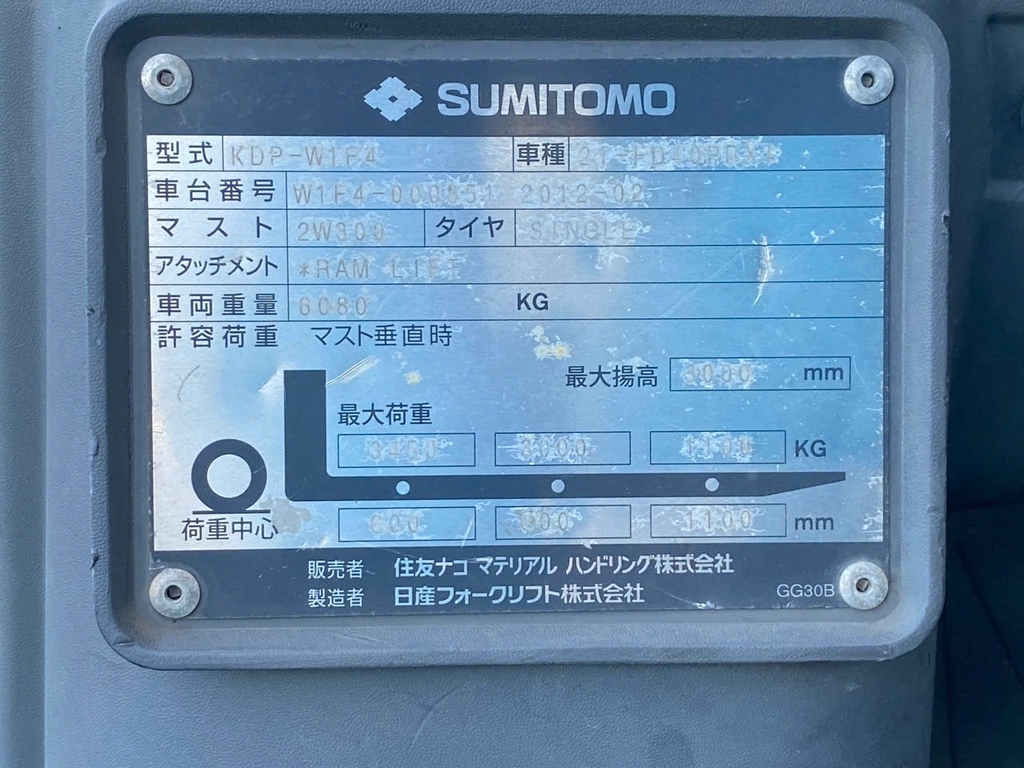 SUMITOMO
型式 KDP-W1F4 車種
車台番号 W1F4-000851 2012-02
マスト 2W300 タイヤ SINGLE
アタッチメント *RAM LIFT
車両重量 6080 KG
許容荷重 マスト垂直時
最大揚高 3000 mm
最大荷重
3000 1100 KG
600 1100 mm
荷重中心
販売者 住友ナコ マテリアル ハンドリング株式会社
製造者 日産フォークリフト株式会社 GG30B